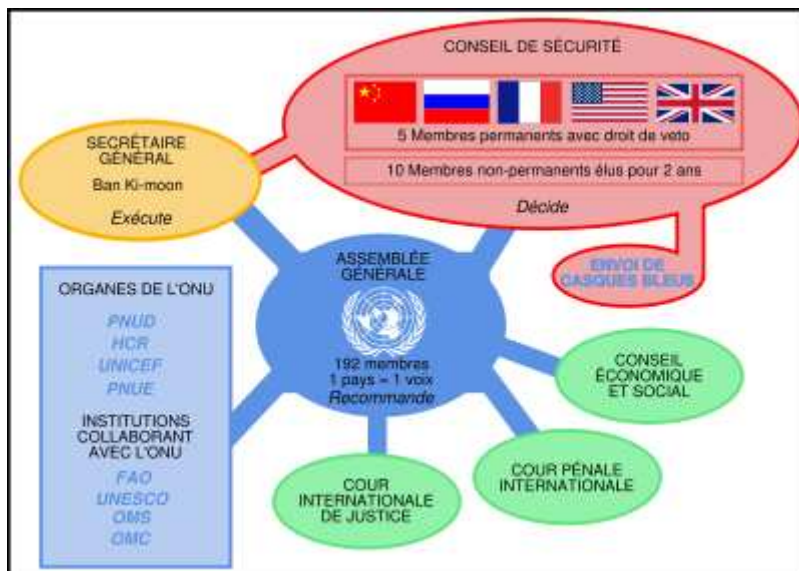 CONSEIL DE SÉCURITÉ
5 Membres permanents avec droit de veto
10 Membres non-permanents élus pour 2 ans
Décide
SECRÉTAIRE
GÉNÉRAL
Ban Ki-moon
Exécute
ENVOI DE
CASQUES BLEUS
ASSEMBLÉE
GÉNÉRALE
192 membres
1 pays = 1 voix
Recommande
ORGANES DE L'ONU
PNUD
HCR
UNICEF
PNUE
INSTITUTIONS
COLLABORANT
AVEC L'ONU
FAO
UNESCO
OMS
OMC
CONSEIL
ÉCONOMIQUE
ET SOCIAL
COUR PÉNALE
INTERNATIONALE
COUR
INTERNATIONALE
DE JUSTICE